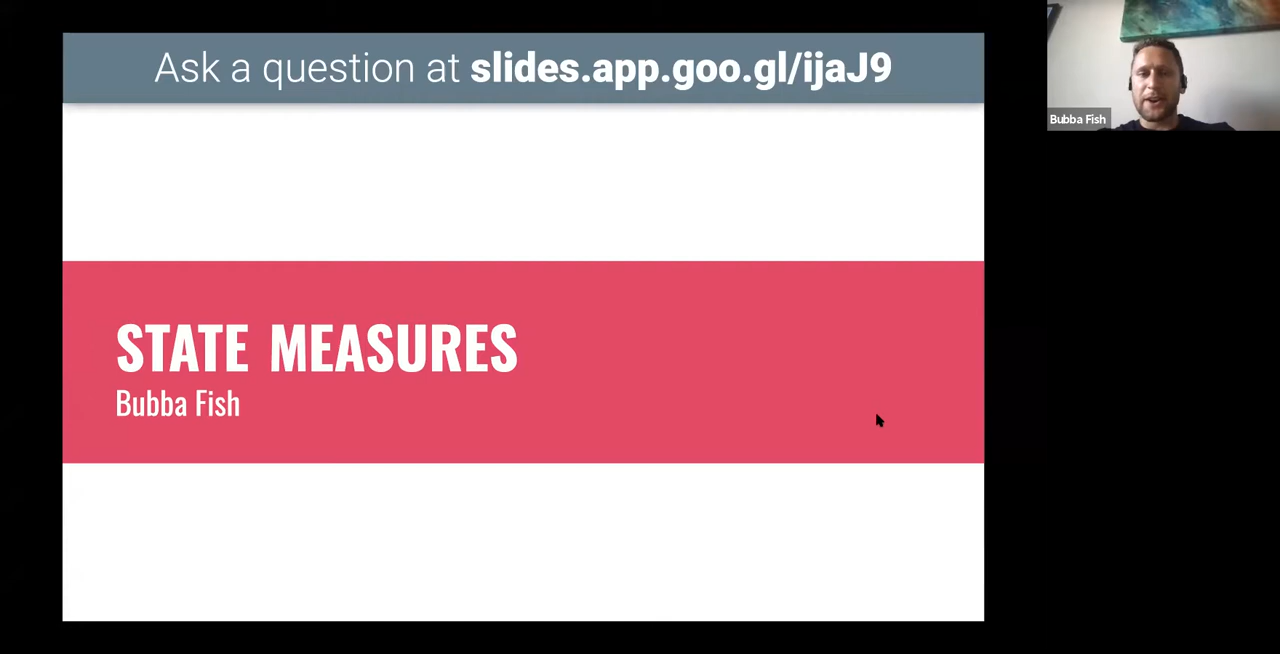 Ask a question at slides.app.goo.gl/ijaJ9
Bubba Fish
STATE MEASURES
Bubba Fish